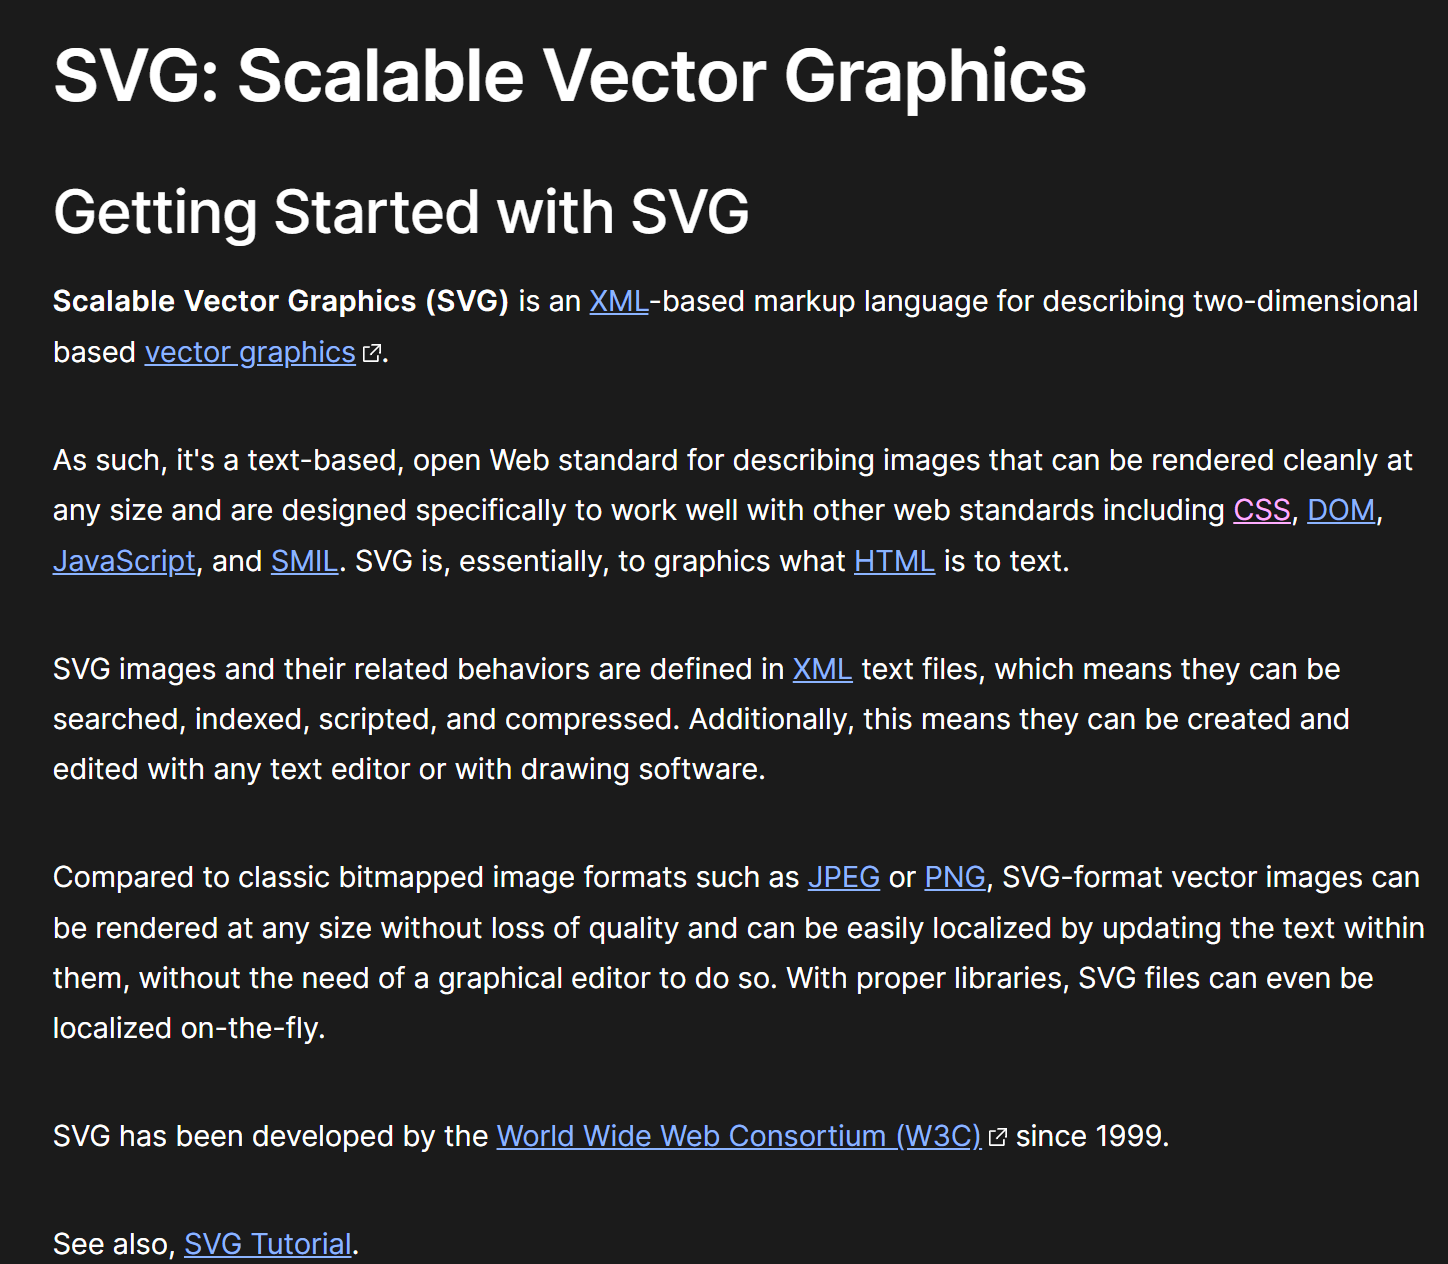 SVG: Scalable Vector Graphics
Getting Started with SVG
Scalable Vector Graphics (SVG) is an XML-based markup language for describing two-dimensional
based vector graphics.
As such, it's a text-based, open Web standard for describing images that can be rendered cleanly at
any size and are designed specifically to work well with other web standards including CSS, DOM,
JavaScript, and SMIL. SVG is, essentially, to graphics what HTML is to text.
SVG images and their related behaviors are defined in XML text files, which means they can be
searched, indexed, scripted, and compressed. Additionally, this means they can be created and
edited with any text editor or with drawing software.
Compared to classic bitmapped image formats such as JPEG or PNG, SVG-format vector images can
be rendered at any size without loss of quality and can be easily localized by updating the text within
them, without the need of a graphical editor to do so. With proper libraries, SVG files can even be
localized on-the-fly.
SVG has been developed by the World Wide Web Consortium (W3C) since 1999.
See also, SVG Tutorial.